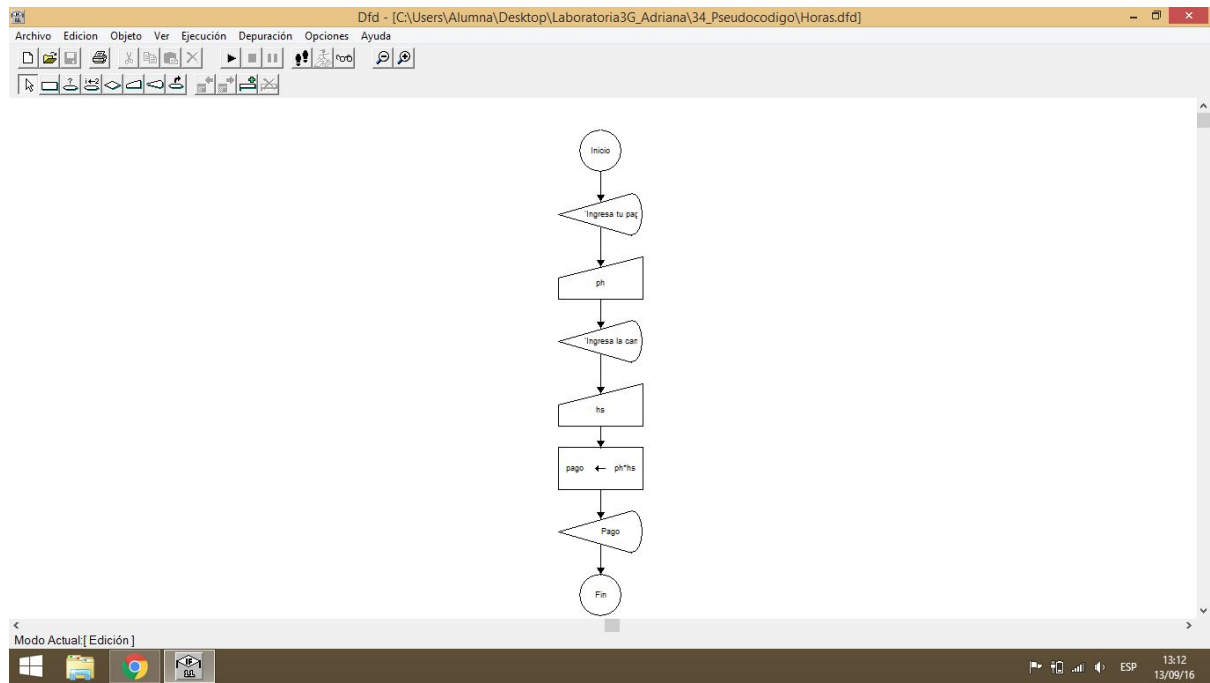 Dfd - [C:\Users\Alumna\Desktop\Laboratoria3G_Adriana\34_Pseudocodigo\Horas.dfd]
Archivo Edicion Objeto Ver Ejecución Depuración Opciones Ayuda
Inicio
'Ingresa tu pag
ph
'Ingresa la can
hs
pago ← ph*hs
Pago
Fin
Modo Actual:[ Edición ]
ESP
13:12
13/09/16